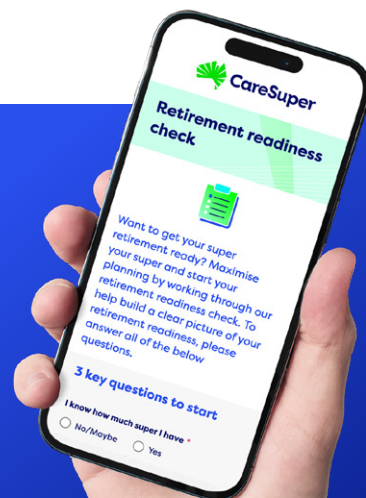 CareSuper
Retirement readiness
check
Want to get your super
retirement ready? Maximise
your super and start your
planning by working through our
retirement readiness check. To
help build a clear picture of your
retirement readiness, please
answer all of the below
questions.
3 key questions to start
I know how much super I have *
No/Maybe
Yes